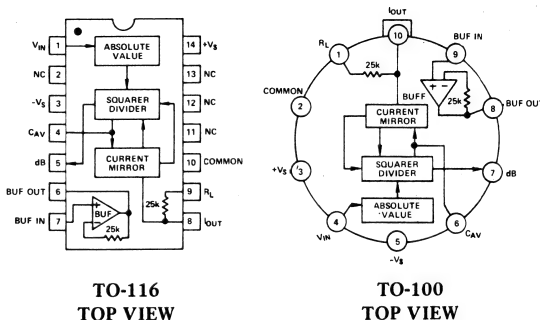 VIN 1
ABSOLUTE
VALUE
14 +VS
NC 2
13 NC
-VS 3
SQUARER
DIVIDER
12 NC
CAV 4
11 NC
dB 5
CURRENT
MIRROR
10 COMMON
BUF OUT 6
9 RL
BUF IN 7
+
BUF
-
25k
25k
8 IOUT
TO-116
TOP VIEW
IOUT
10
RL
1
25k
BUF IN
9
COMMON
2
BUFF
+ -
25k
8 BUF OUT
CURRENT
MIRROR
+VS 3
SQUARER
DIVIDER
7 dB
ABSOLUTE
VALUE
4
VIN
5
-VS
6
CAV
TO-100
TOP VIEW